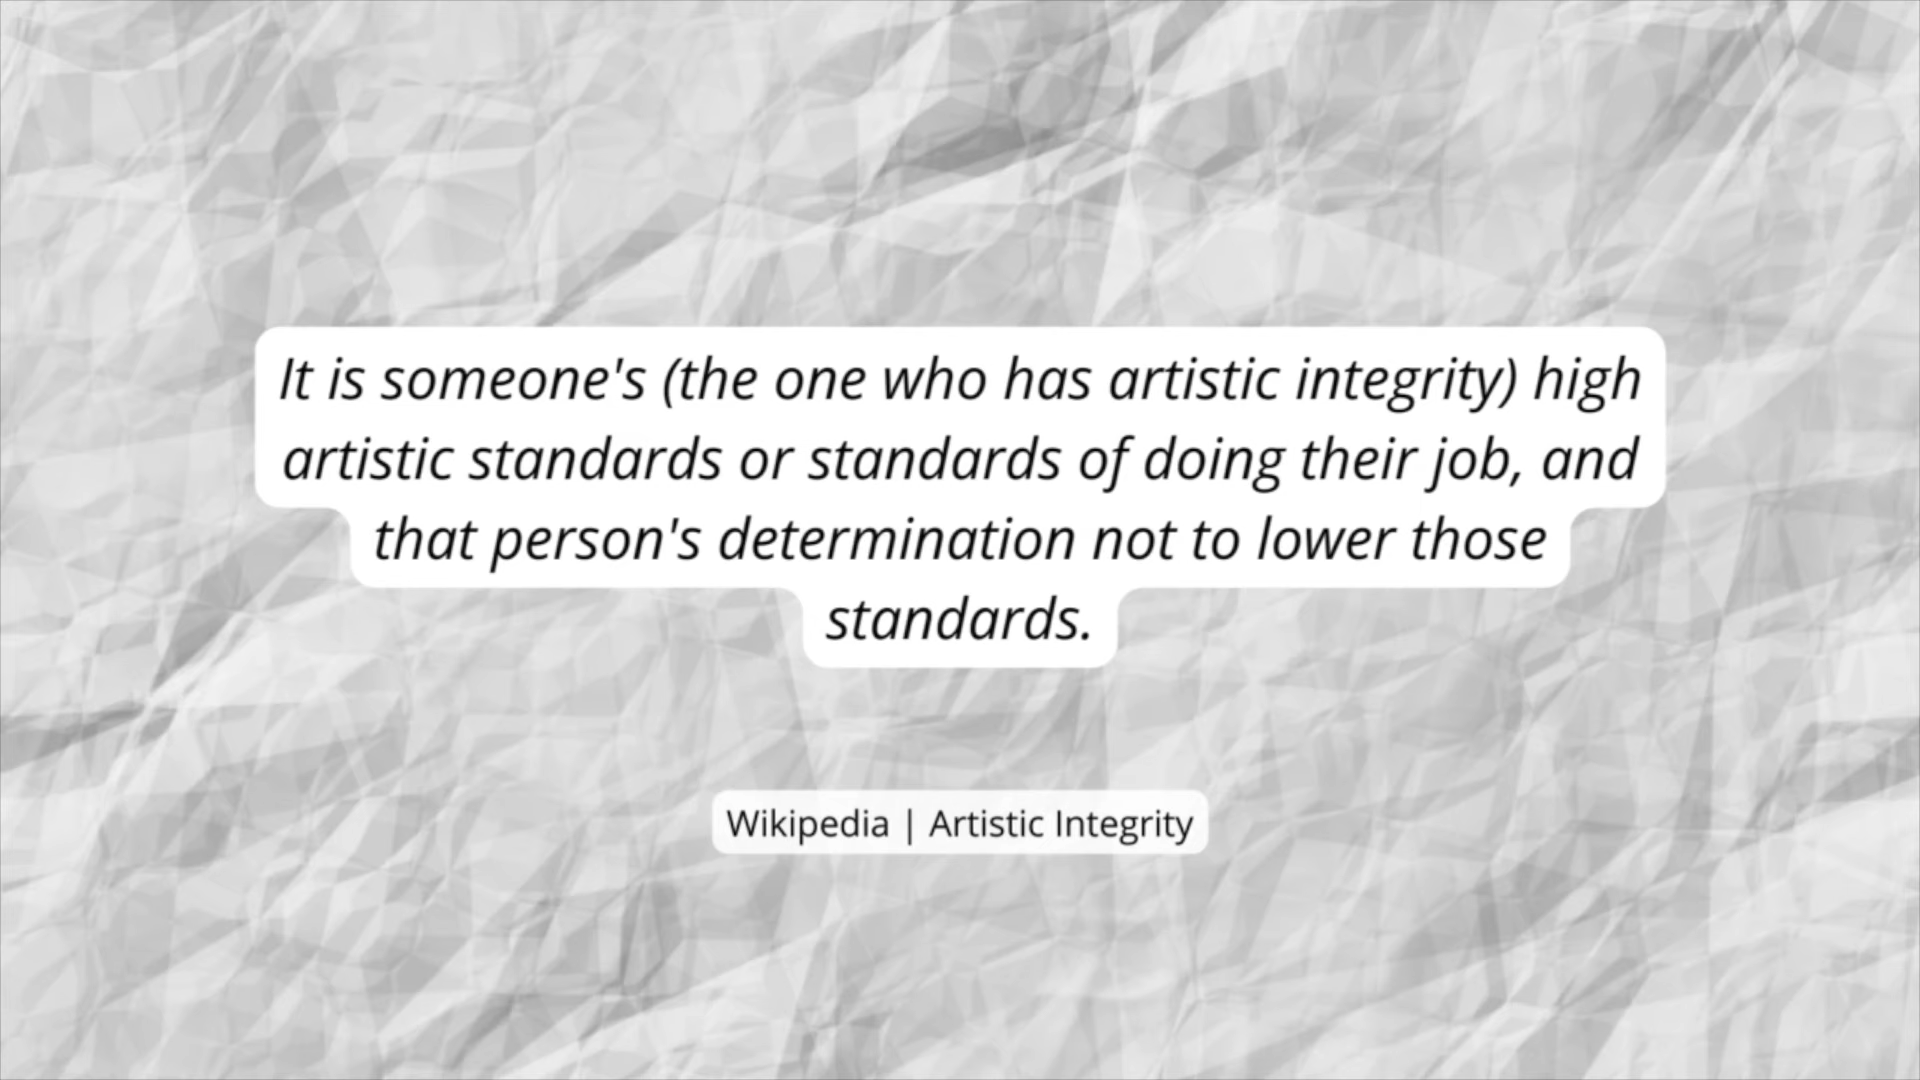 It is someone's (the one who has artistic integrity) high
artistic standards or standards of doing their job, and
that person's determination not to lower those
standards.
Wikipedia | Artistic Integrity